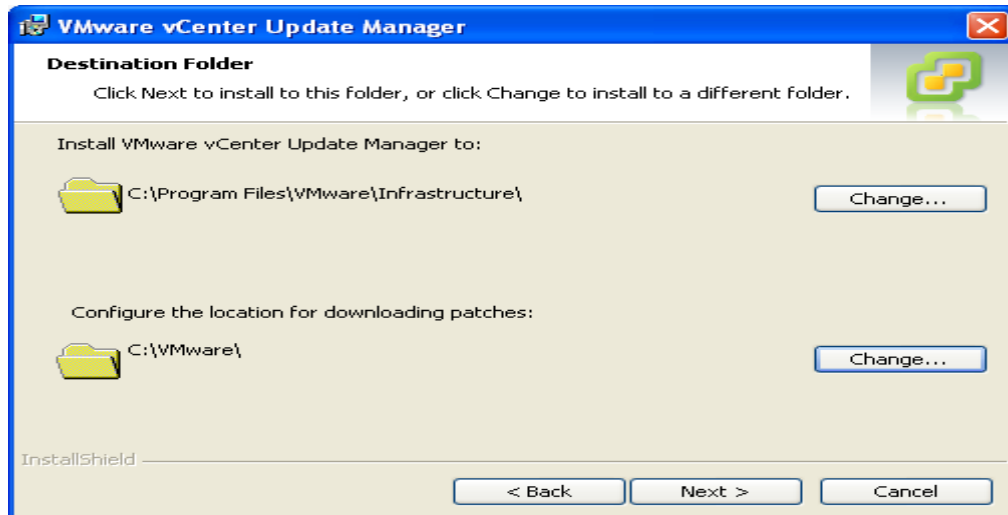 VMware vCenter Update Manager
Destination Folder
Click Next to install to this folder, or click Change to install to a different folder.
Install VMware vCenter Update Manager to:
C:\Program Files\VMware\Infrastructure\
Change...
Configure the location for downloading patches:
C:\VMware\
Change...
InstallShield
< Back
Next >
Cancel